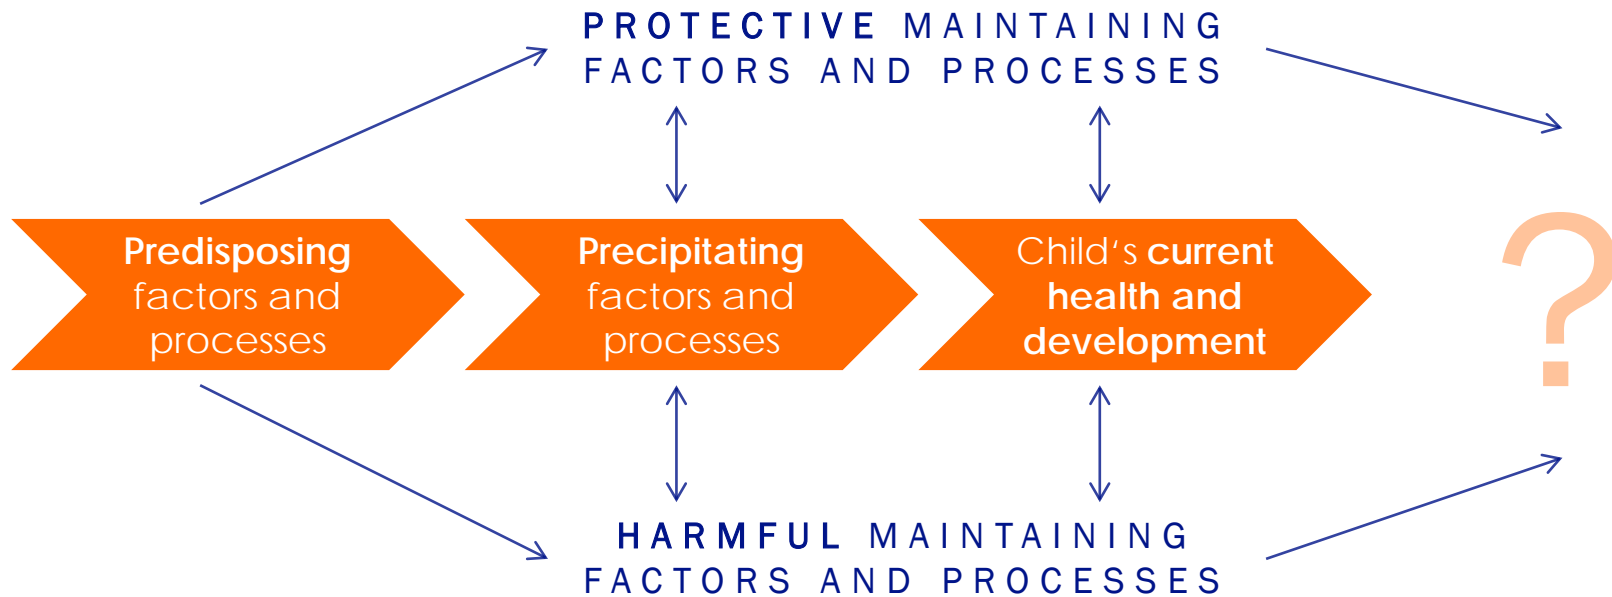 PROTECTIVE MAINTAINING
FACTORS AND PROCESSES
Predisposing
factors and
processes
Precipitating
factors and
processes
Child‘s current
health and
development
?
HARMFUL MAINTAINING
FACTORS AND PROCESSES